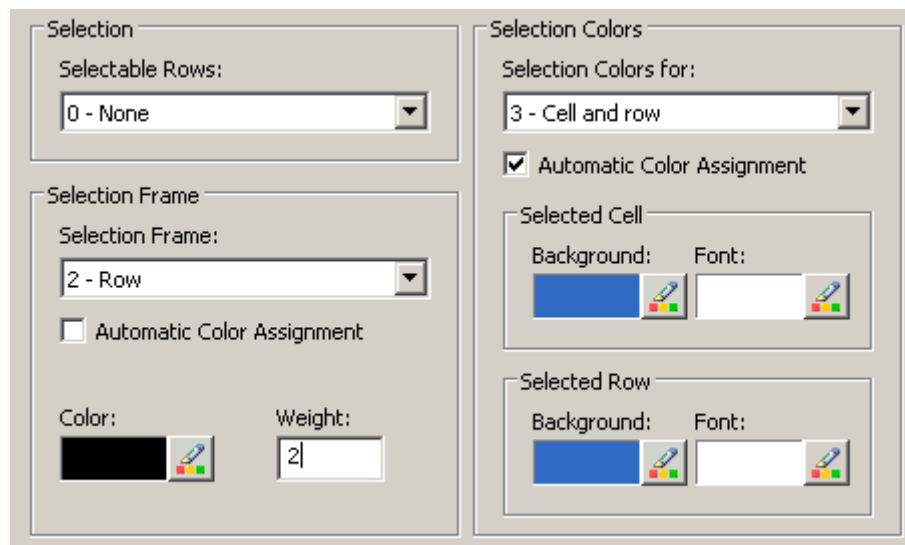 Selection
Selectable Rows:
0 - None
Selection Frame
Selection Frame:
2 - Row
Automatic Color Assignment
Color: Weight:
2
Selection Colors
Selection Colors for:
3 - Cell and row
Automatic Color Assignment
Selected Cell
Background: Font:
Selected Row
Background: Font: